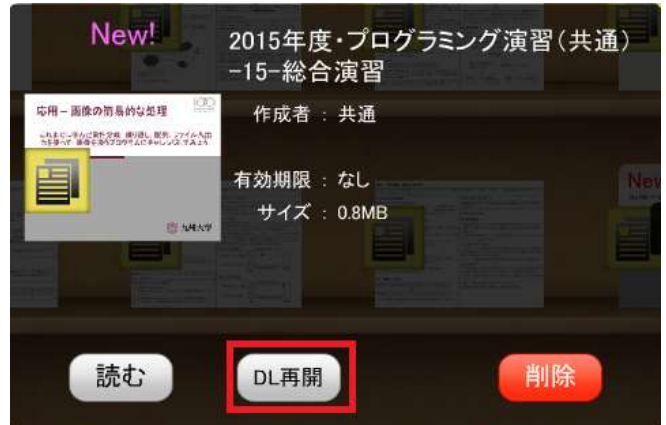 New!
2015年度・プログラミング演習(共通)
-15-総合演習
応用 – 画像の簡易的な処理
九州大学
作成者 : 共通
有効期限 : なし
サイズ : 0.8MB
New
読む
DL再開
削除